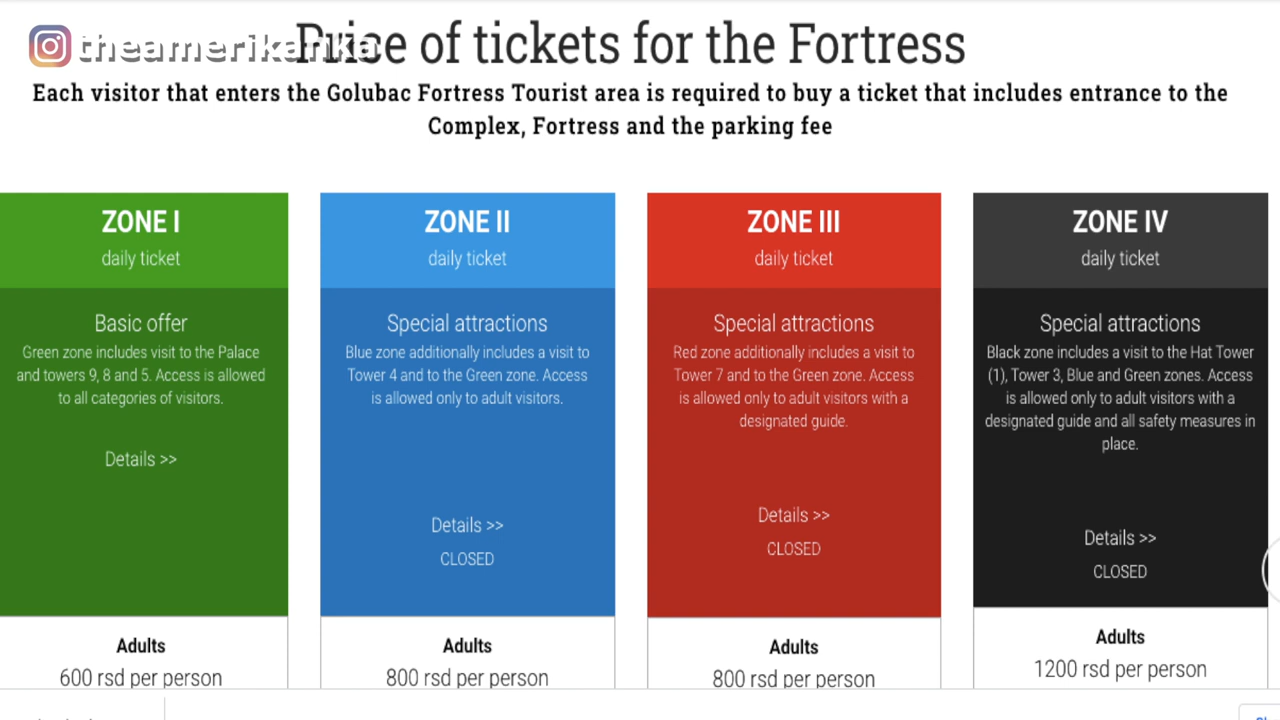 theamerikanka
Price of tickets for the Fortress
Each visitor that enters the Golubac Fortress Tourist area is required to buy a ticket that includes entrance to the
Complex, Fortress and the parking fee
ZONE I
daily ticket
Basic offer
Green zone includes visit to the Palace
and towers 9, 8 and 5. Access is allowed
to all categories of visitors.
Details >>
Adults
600 rsd per person
ZONE II
daily ticket
Special attractions
Blue zone additionally includes a visit to
Tower 4 and to the Green zone. Access
is allowed only to adult visitors.
Details >>
CLOSED
Adults
800 rsd per person
ZONE III
daily ticket
Special attractions
Red zone additionally includes a visit to
Tower 7 and to the Green zone. Access
is allowed only to adult visitors with a
designated guide.
Details >>
CLOSED
Adults
800 rsd per person
ZONE IV
daily ticket
Special attractions
Black zone includes a visit to the Hat Tower
(1), Tower 3, Blue and Green zones. Access
is allowed only to adult visitors with a
designated guide and all safety measures in
place.
Details >>
CLOSED
Adults
1200 rsd per person